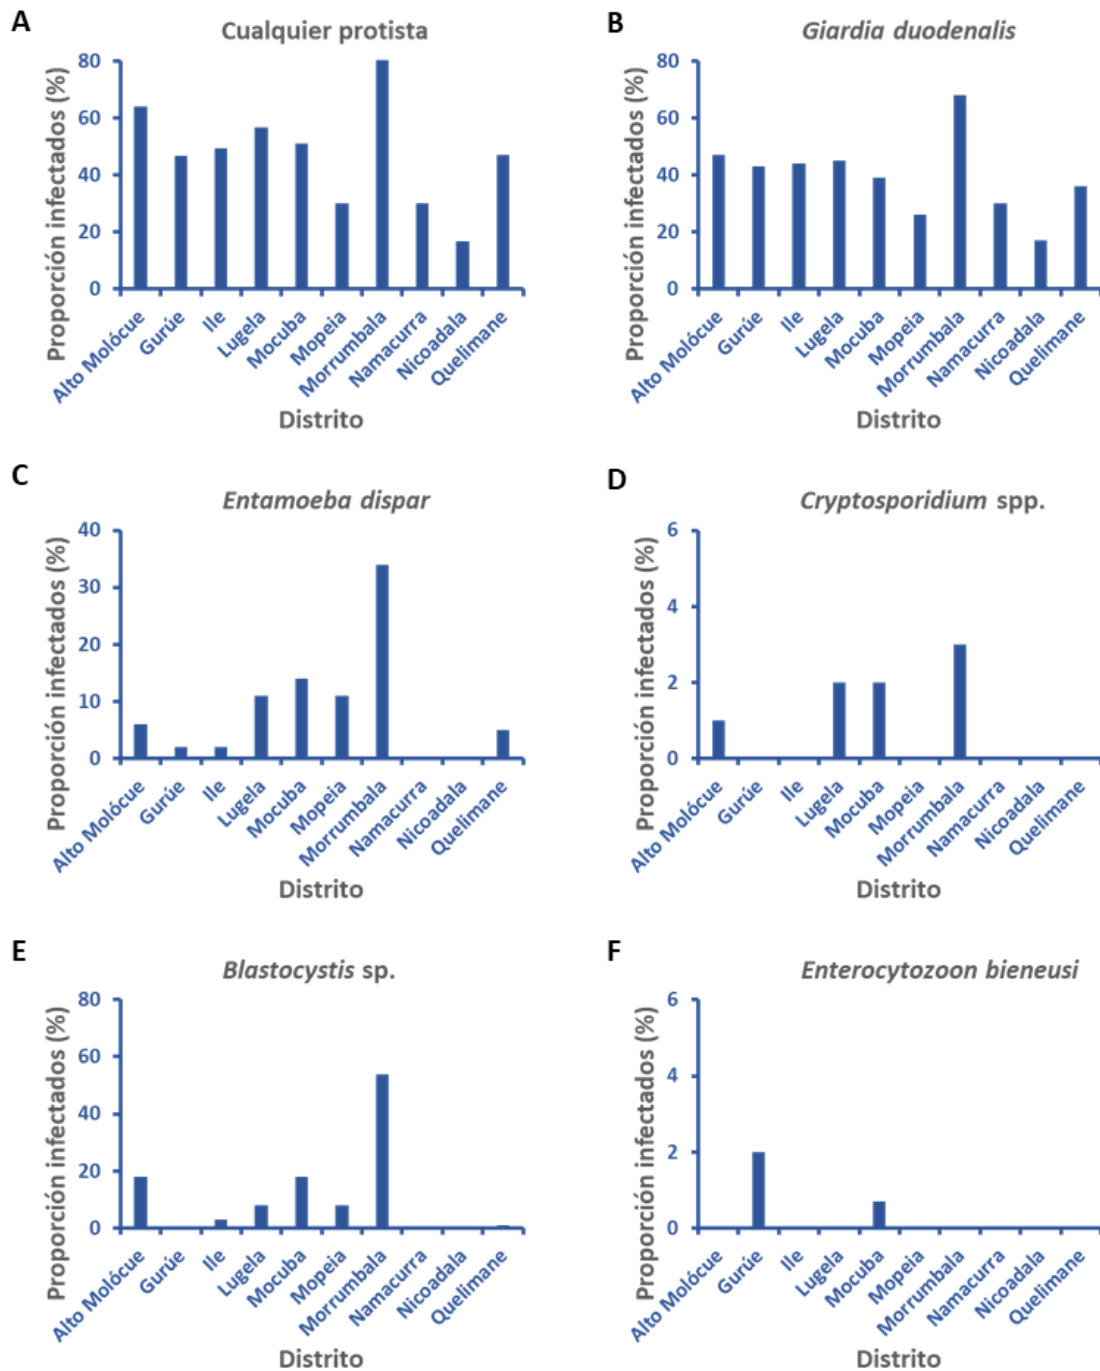 A
Cualquier protista
Proporción infectados (%)
80
60
40
20
0
Alto Molócue
Gurúe
Ile
Lugela
Mocuba
Mopeia
Morrumbala
Namacurra
Nicoadala
Quelimane
Distrito
B
Giardia duodenalis
Proporción infectados (%)
80
60
40
20
0
Alto Molócue
Gurúe
Ile
Lugela
Mocuba
Mopeia
Morrumbala
Namacurra
Nicoadala
Quelimane
Distrito
C
Entamoeba dispar
Proporción infectados (%)
40
30
20
10
0
Alto Molócue
Gurúe
Ile
Lugela
Mocuba
Mopeia
Morrumbala
Namacurra
Nicoadala
Quelimane
Distrito
D
Cryptosporidium spp.
Proporción infectados (%)
6
4
2
0
Alto Molócue
Gurúe
Ile
Lugela
Mocuba
Mopeia
Morrumbala
Namacurra
Nicoadala
Quelimane
Distrito
E
Blastocystis sp.
Proporción infectados (%)
80
60
40
20
0
Alto Molócue
Gurúe
Ile
Lugela
Mocuba
Mopeia
Morrumbala
Namacurra
Nicoadala
Quelimane
Distrito
F
Enterocytozoon bieneusi
Proporción infectados (%)
6
4
2
0
Alto Molócue
Gurúe
Ile
Lugela
Mocuba
Mopeia
Morrumbala
Namacurra
Nicoadala
Quelimane
Distrito